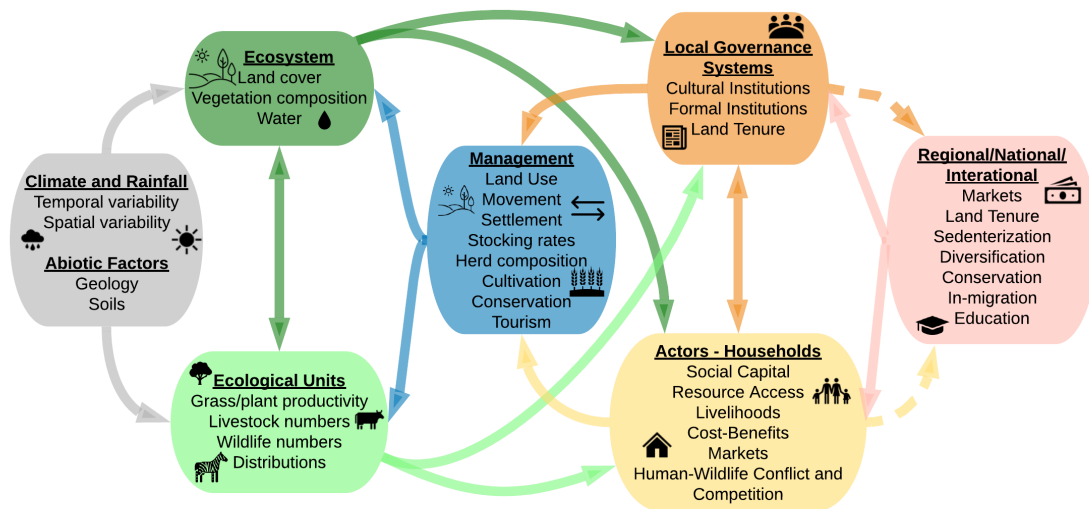 Climate and Rainfall
Temporal variability
Spatial variability
Abiotic Factors
Geology
Soils
Ecosystem
Land cover
Vegetation composition
Water
Ecological Units
Grass/plant productivity
Livestock numbers
Wildlife numbers
Distributions
Management
Land Use
Movement
Settlement
Stocking rates
Herd composition
Cultivation
Conservation
Tourism
Local Governance
Systems
Cultural Institutions
Formal Institutions
Land Tenure
Actors - Households
Social Capital
Resource Access
Livelihoods
Cost-Benefits
Markets
Human-Wildlife Conflict and
Competition
Regional/National/
Interational
Markets
Land Tenure
Sedenterization
Diversification
Conservation
In-migration
Education